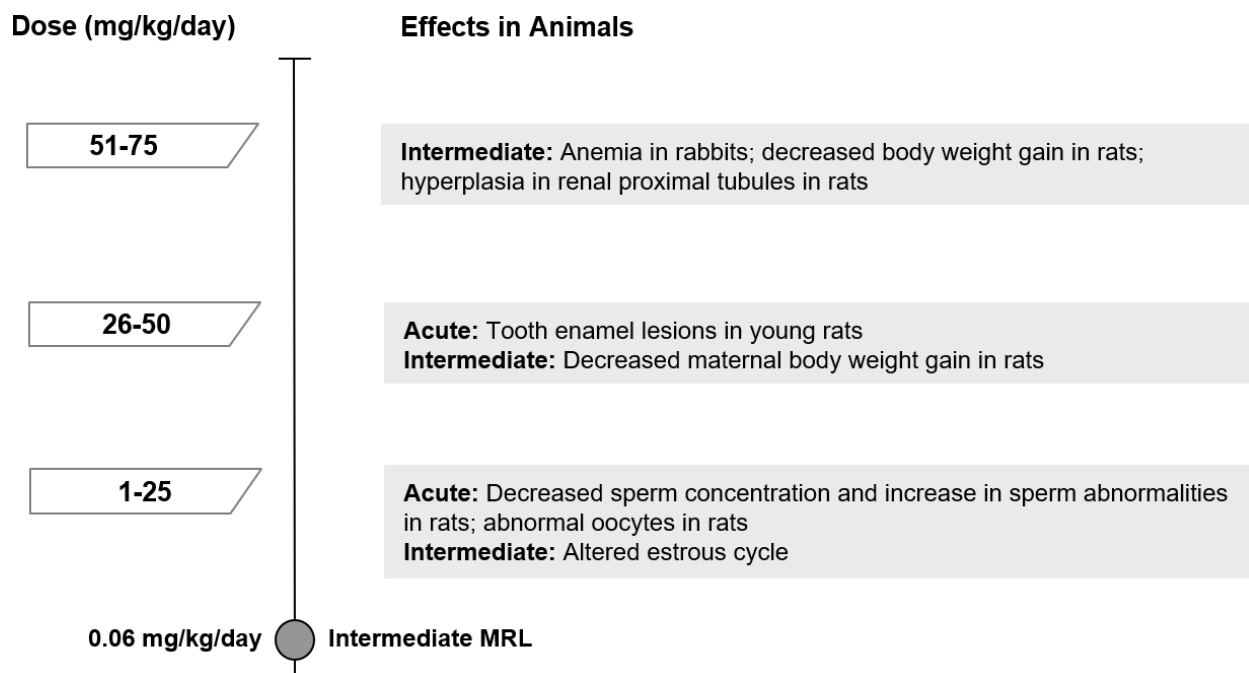 Dose (mg/kg/day) Effects in Animals
51-75
Intermediate: Anemia in rabbits; decreased body weight gain in rats;
hyperplasia in renal proximal tubules in rats
26-50
Acute: Tooth enamel lesions in young rats
Intermediate: Decreased maternal body weight gain in rats
1-25
Acute: Decreased sperm concentration and increase in sperm abnormalities
in rats; abnormal oocytes in rats
Intermediate: Altered estrous cycle
0.06 mg/kg/day Intermediate MRL